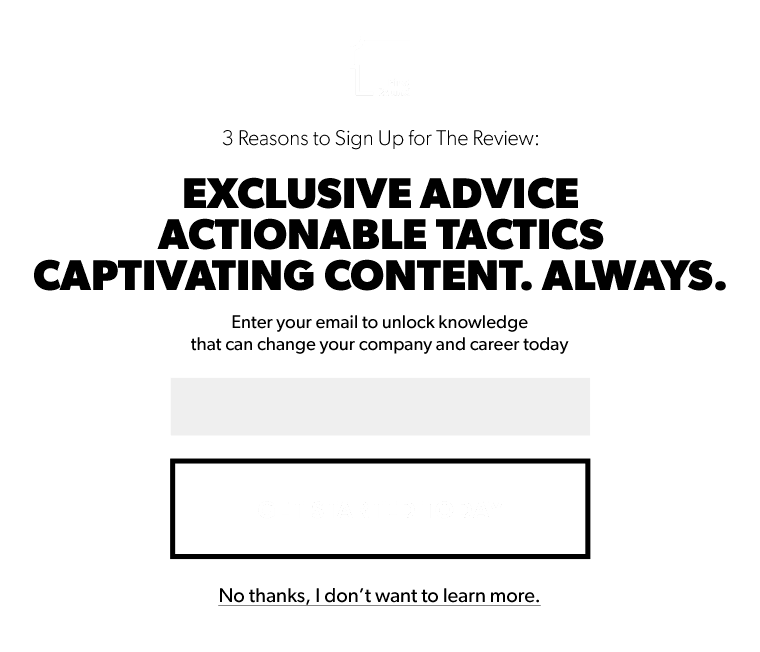 3 Reasons to Sign Up for The Review:
EXCLUSIVE ADVICE
ACTIONABLE TACTICS
CAPTIVATING CONTENT. ALWAYS.
Enter your email to unlock knowledge
that can change your company and career today
No thanks, I don’t want to learn more.